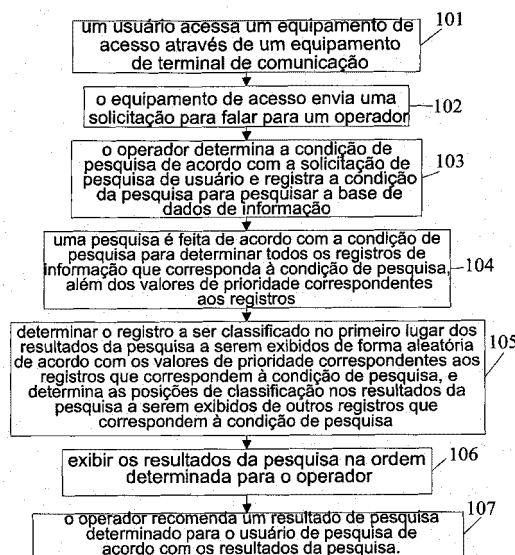 um usuário acessa um equipamento de
acesso através de um equipamento
de terminal de comunicação
101
o equipamento de acesso envia uma
solicitação para falar para um operador
102
o operador determina a condição de
pesquisa de acordo com a solicitação de
pesquisa de usuário e registra a condição
da pesquisa para pesquisar a base de
dados de informação
103
uma pesquisa é feita de acordo com a condição de
pesquisa para determinar todos os registros de
informação que corresponda à condição de pesquisa,
além dos valores de prioridade correspondentes
aos registros
104
determinar o registro a ser classificado no primeiro lugar dos
resultados da pesquisa a serem exibidos de forma aleatória
de acordo com os valores de prioridade correspondentes aos
registros que correspondem à condição de pesquisa, e
determina as posições de classificação nos resultados da
pesquisa a serem exibidos de outros registros que
correspondem à condição de pesquisa
105
exibir os resultados da pesquisa na ordem
determinada para o operador
106
o operador recomenda um resultado de pesquisa
determinado para o usuário de pesquisa de
acordo com os resultados da pesquisa.
107